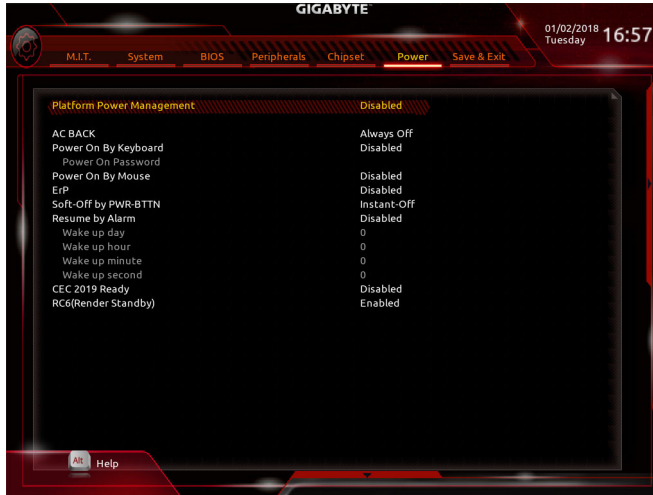 GIGABYTE™
01/02/2018 16:57
Tuesday
M.I.T. System BIOS Peripherals Chipset Power Save & Exit
Platform Power Management Disabled
AC BACK Always Off
Power On By Keyboard Disabled
Power On Password
Power On By Mouse Disabled
ErP Disabled
Soft-Off by PWR-BTTN Instant-Off
Resume by Alarm Disabled
Wake up day 0
Wake up hour 0
Wake up minute 0
Wake up second 0
CEC 2019 Ready Disabled
RC6(Render Standby) Enabled
Alt Help